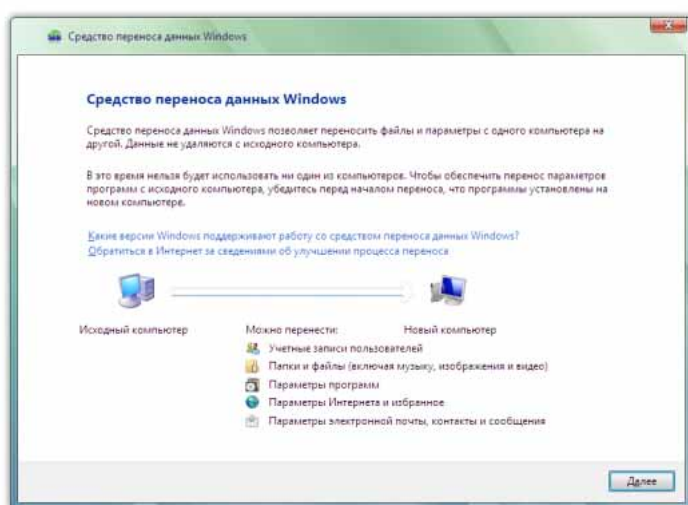 Средство переноса данных Windows
Средство переноса данных Windows
Средство переноса данных Windows позволяет переносить файлы и параметры с одного компьютера на
другой. Данные не удаляются с исходного компьютера.
В это время нельзя будет использовать ни один из компьютеров. Чтобы обеспечить перенос параметров
программ с исходного компьютера, убедитесь перед началом переноса, что программы установлены на
новом компьютере.
Какие версии Windows поддерживают работу со средством переноса данных Windows?
Обратиться в Интернет за сведениями об улучшении процесса переноса
Исходный компьютер
Можно перенести:
Новый компьютер
Учетные записи пользователей
Папки и файлы (включая музыку, изображения и видео)
Параметры программ
Параметры Интернета и избранное
Параметры электронной почты, контакты и сообщения
Далее